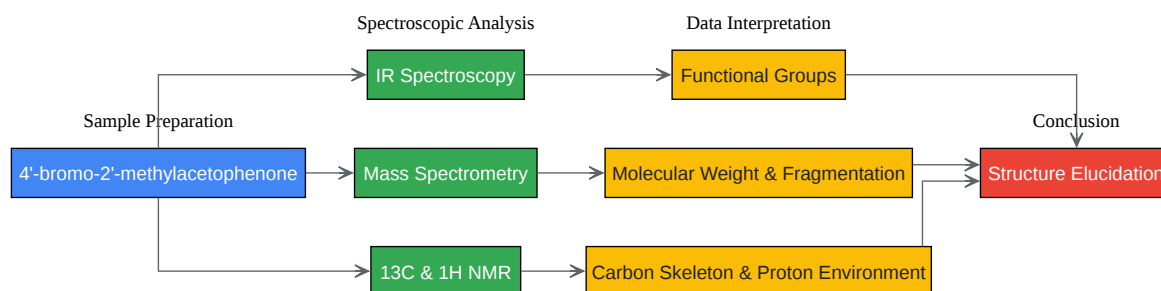 Spectroscopic Analysis
Data Interpretation
IR Spectroscopy
Functional Groups
Sample Preparation
Conclusion
4'-bromo-2'-methylacetophenone
Mass Spectrometry
Molecular Weight & Fragmentation
Structure Elucidation
13C & 1H NMR
Carbon Skeleton & Proton Environment